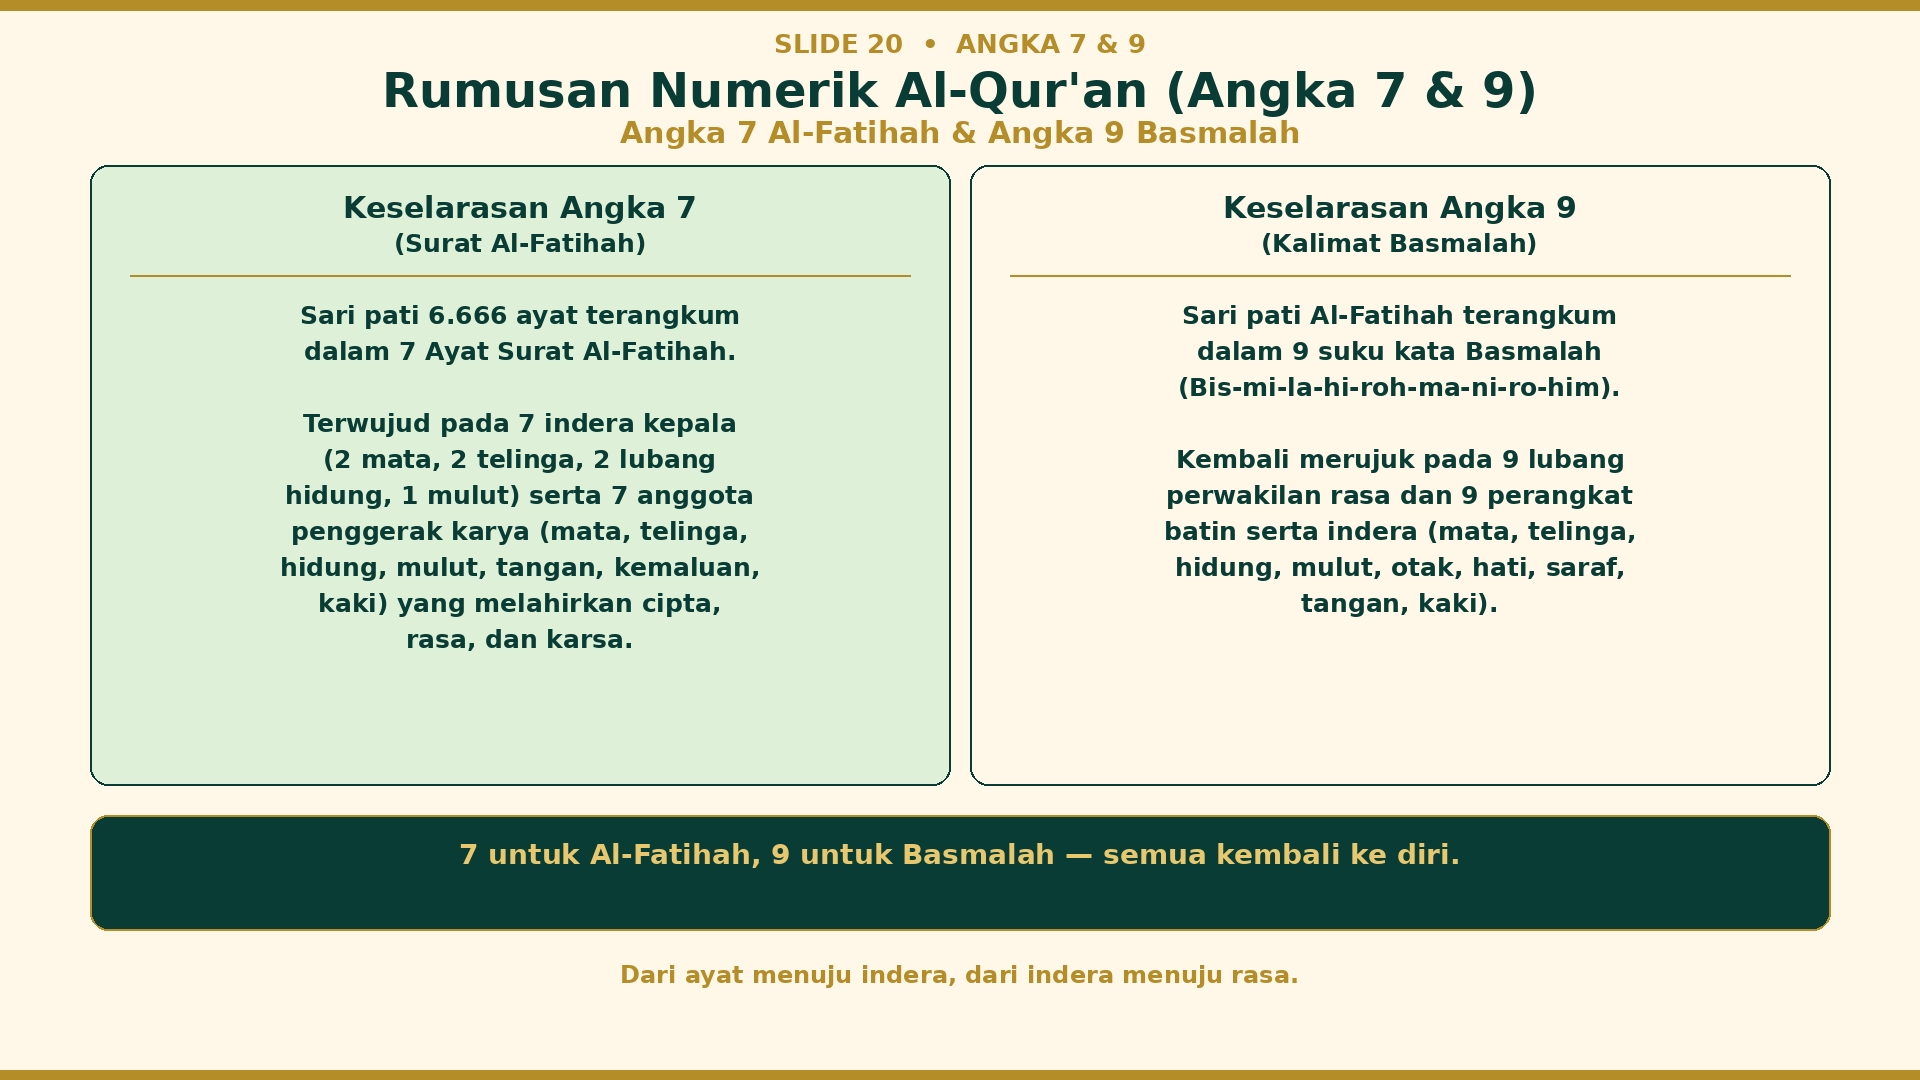 SLIDE 20 • ANGKA 7 & 9
Rumusan Numerik Al-Qur'an (Angka 7 & 9)
Angka 7 Al-Fatihah & Angka 9 Basmalah
Keselarasan Angka 7
(Surat Al-Fatihah)
Sari pati 6.666 ayat terangkum
dalam 7 Ayat Surat Al-Fatihah.
Terwujud pada 7 indera kepala
(2 mata, 2 telinga, 2 lubang
hidung, 1 mulut) serta 7 anggota
penggerak karya (mata, telinga,
hidung, mulut, tangan, kemaluan,
kaki) yang melahirkan cipta,
rasa, dan karsa.
Keselarasan Angka 9
(Kalimat Basmalah)
Sari pati Al-Fatihah terangkum
dalam 9 suku kata Basmalah
(Bis-mi-la-hi-roh-ma-ni-ro-him).
Kembali merujuk pada 9 lubang
perwakilan rasa dan 9 perangkat
batin serta indera (mata, telinga,
hidung, mulut, otak, hati, saraf,
tangan, kaki).
7 untuk Al-Fatihah, 9 untuk Basmalah — semua kembali ke diri.
Dari ayat menuju indera, dari indera menuju rasa.